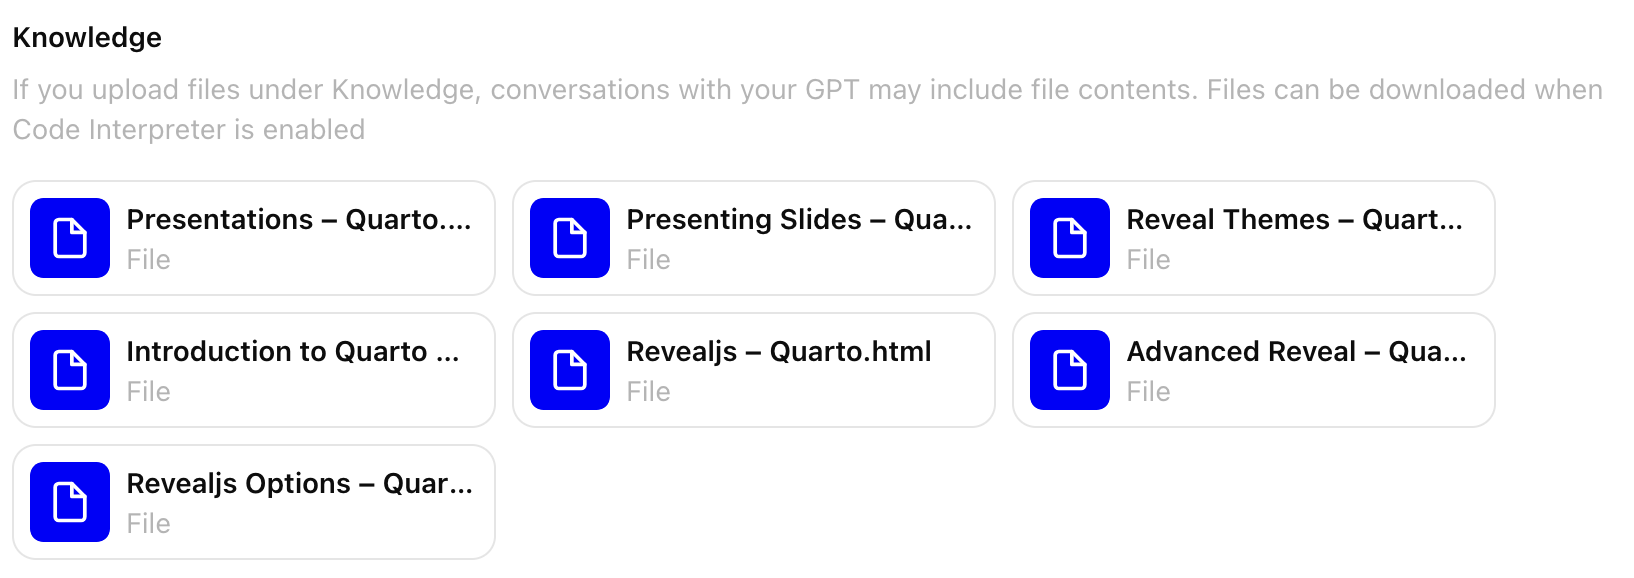 Knowledge
If you upload files under Knowledge, conversations with your GPT may include file contents. Files can be downloaded when
Code Interpreter is enabled
Presentations – Quarto....
File
Presenting Slides – Qua...
File
Reveal Themes – Quart...
File
Introduction to Quarto ...
File
Revealjs – Quarto.html
File
Advanced Reveal – Qua...
File
Revealjs Options – Quar...
File